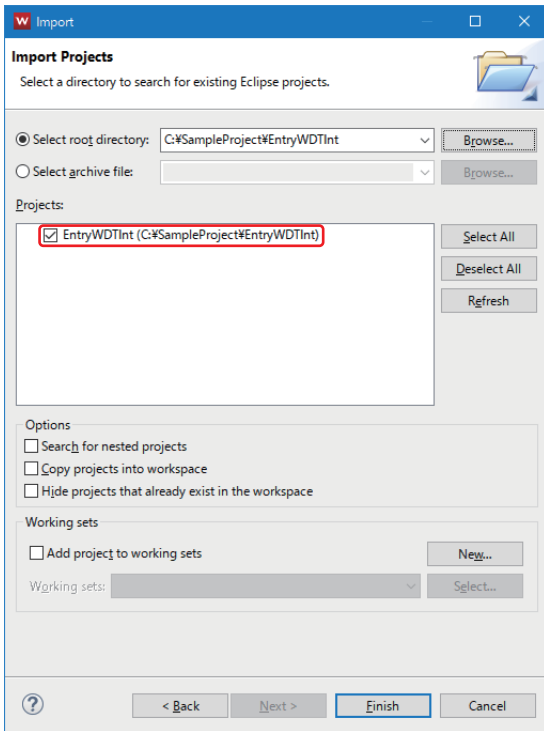 W Import
Import Projects
Select a directory to search for existing Eclipse projects.
Select root directory: C:¥SampleProject¥EntryWDTInt Browse...
Select archive file: Browse...
Projects:
EntryWDTInt (C:¥SampleProject¥EntryWDTInt)
Select All
Deselect All
Refresh
Options
Search for nested projects
Copy projects into workspace
Hide projects that already exist in the workspace
Working sets
Add project to working sets New...
Working sets: Select...
? < Back Next > Finish Cancel